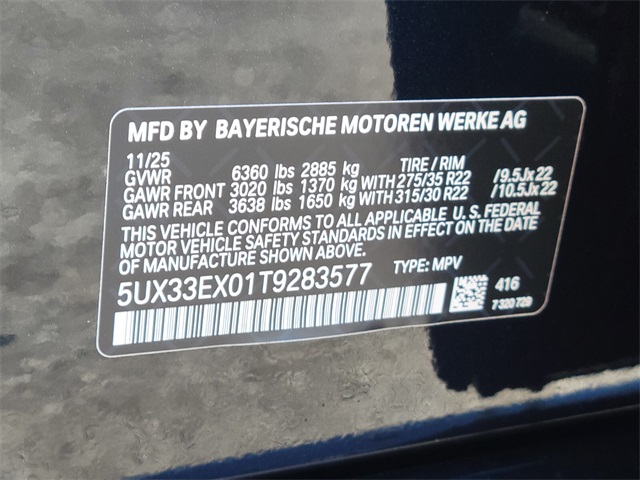 MFD BY BAYERISCHE MOTOREN WERKE AG
11/25 TIRE / RIM
GVWR 6360 lbs 2885 kg
GAWR FRONT 3020 lbs 1370 kg WITH 275/35 R22 /9.5Jx22
GAWR REAR 3638 lbs 1650 kg WITH 315/30 R22 /10.5Jx22
THIS VEHICLE CONFORMS TO ALL APPLICABLE U.S. FEDERAL
MOTOR VEHICLE SAFETY STANDARDS IN EFFECT ON THE DATE
OF MANUFACTURE SHOWN ABOVE.
5UX33EX01T9283577 TYPE: MPV
416
7 320 729